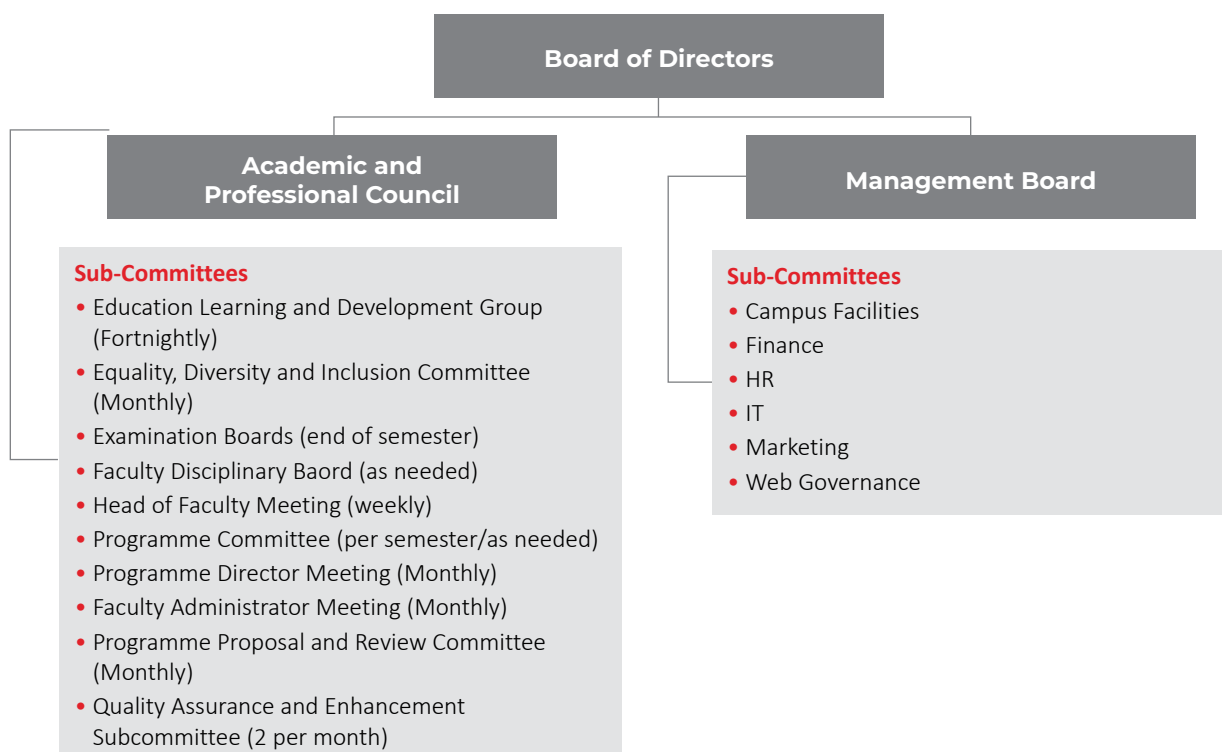 Board of Directors
Academic and
Professional Council
Management Board
Sub-Committees
• Education Learning and Development Group
(Fortnightly)
• Equality, Diversity and Inclusion Committee
(Monthly)
• Examination Boards (end of semester)
• Faculty Disciplinary Baord (as needed)
• Head of Faculty Meeting (weekly)
• Programme Committee (per semester/as needed)
• Programme Director Meeting (Monthly)
• Faculty Administrator Meeting (Monthly)
• Programme Proposal and Review Committee
(Monthly)
• Quality Assurance and Enhancement
Subcommittee (2 per month)
Sub-Committees
• Campus Facilities
• Finance
• HR
• IT
• Marketing
• Web Governance